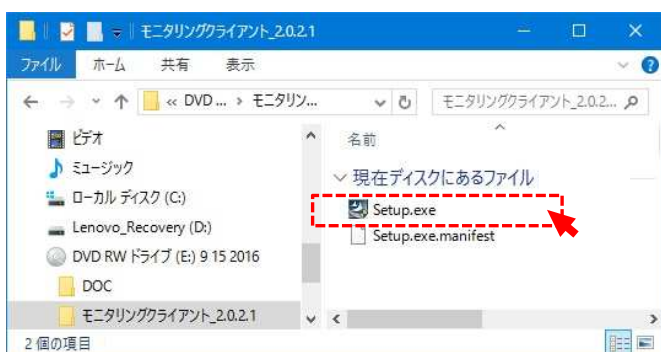 モニタリングクライアント_2.0.2.1
ファイル ホーム 共有 表示
« DVD ... › モニタリン... モニタリングクライアント_2.0.2...
ビデオ
ミュージック
ローカル ディスク (C:)
Lenovo_Recovery (D:)
DVD RW ドライブ (E:) 9 15 2016
DOC
モニタリングクライアント_2.0.2.1
名前
現在ディスクにあるファイル
Setup.exe
Setup.exe.manifest
2 個の項目